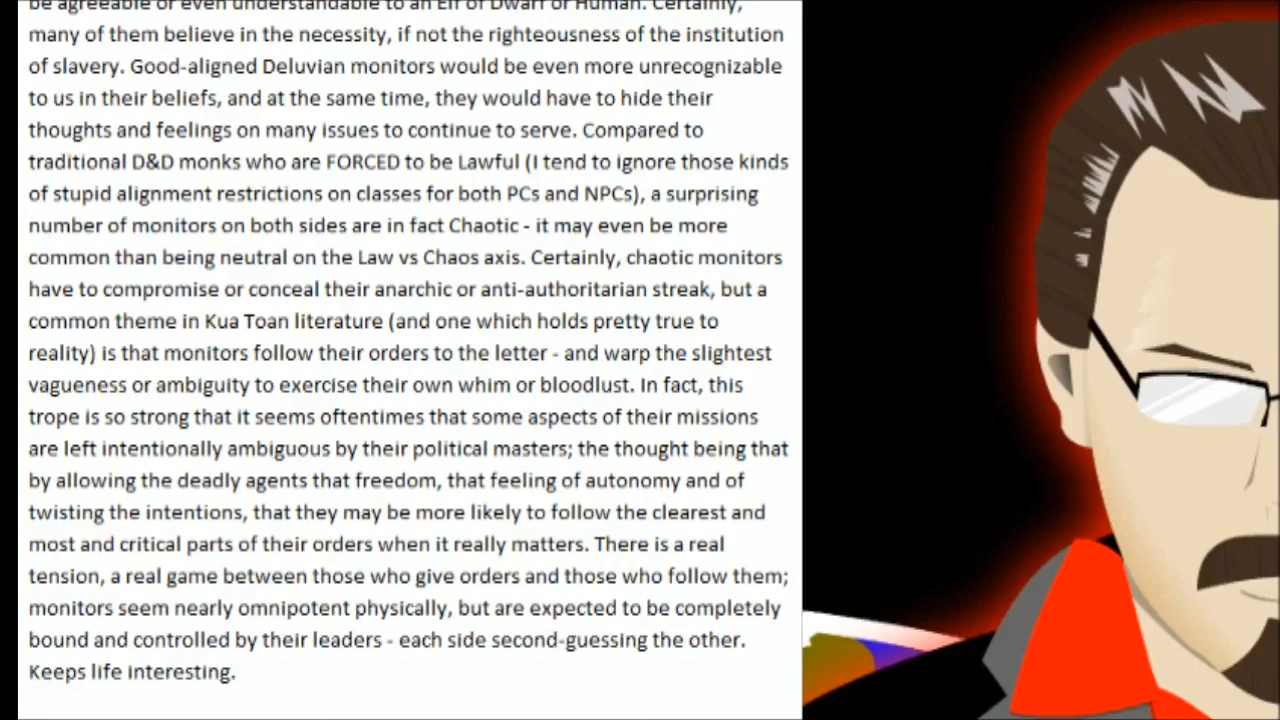 be agreeable or even understandable to an Elf or Dwarf or Human. Certainly,
many of them believe in the necessity, if not the righteousness of the institution
of slavery. Good-aligned Deluvian monitors would be even more unrecognizable
to us in their beliefs, and at the same time, they would have to hide their
thoughts and feelings on many issues to continue to serve. Compared to
traditional D&D monks who are FORCED to be Lawful (I tend to ignore those kinds
of stupid alignment restrictions on classes for both PCs and NPCs), a surprising
number of monitors on both sides are in fact Chaotic - it may even be more
common than being neutral on the Law vs Chaos axis. Certainly, chaotic monitors
have to compromise or conceal their anarchic or anti-authoritarian streak, but a
common theme in Kua Toan literature (and one which holds pretty true to
reality) is that monitors follow their orders to the letter - and warp the slightest
vagueness or ambiguity to exercise their own whim or bloodlust. In fact, this
trope is so strong that it seems oftentimes that some aspects of their missions
are left intentionally ambiguous by their political masters; the thought being that
by allowing the deadly agents that freedom, that feeling of autonomy and of
twisting the intentions, that they may be more likely to follow the clearest and
most and critical parts of their orders when it really matters. There is a real
tension, a real game between those who give orders and those who follow them;
monitors seem nearly omnipotent physically, but are expected to be completely
bound and controlled by their leaders - each side second-guessing the other.
Keeps life interesting.